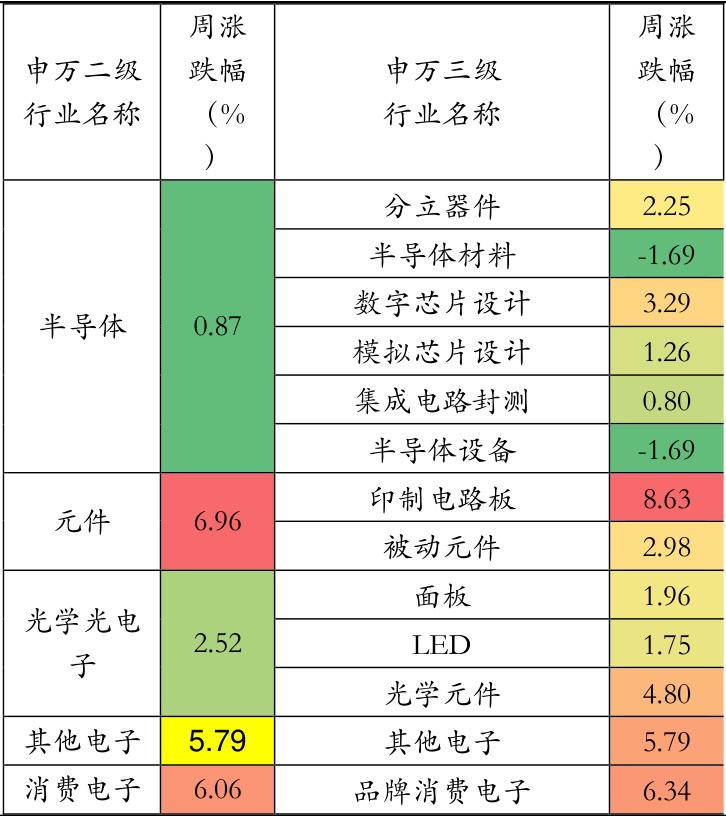 申万二级
行业名称
周涨
跌幅
（%
）
申万三级
行业名称
周涨
跌幅
（%
）
半导体
0.87
分立器件
2.25
半导体材料
-1.69
数字芯片设计
3.29
模拟芯片设计
1.26
集成电路封测
0.80
半导体设备
-1.69
元件
6.96
印制电路板
8.63
被动元件
2.98
光学光电
子
2.52
面板
1.96
LED
1.75
光学元件
4.80
其他电子
5.79
其他电子
5.79
消费电子
6.06
品牌消费电子
6.34